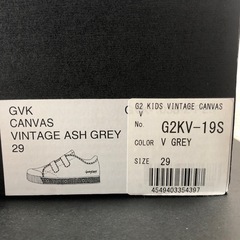 GVK
CANVAS
VINTAGE ASH GREY
29
G2 KIDS VINTAGE CANVAS
V
No. G2KV-19S
COLOR V GREY
SIZE 29
4549403354397